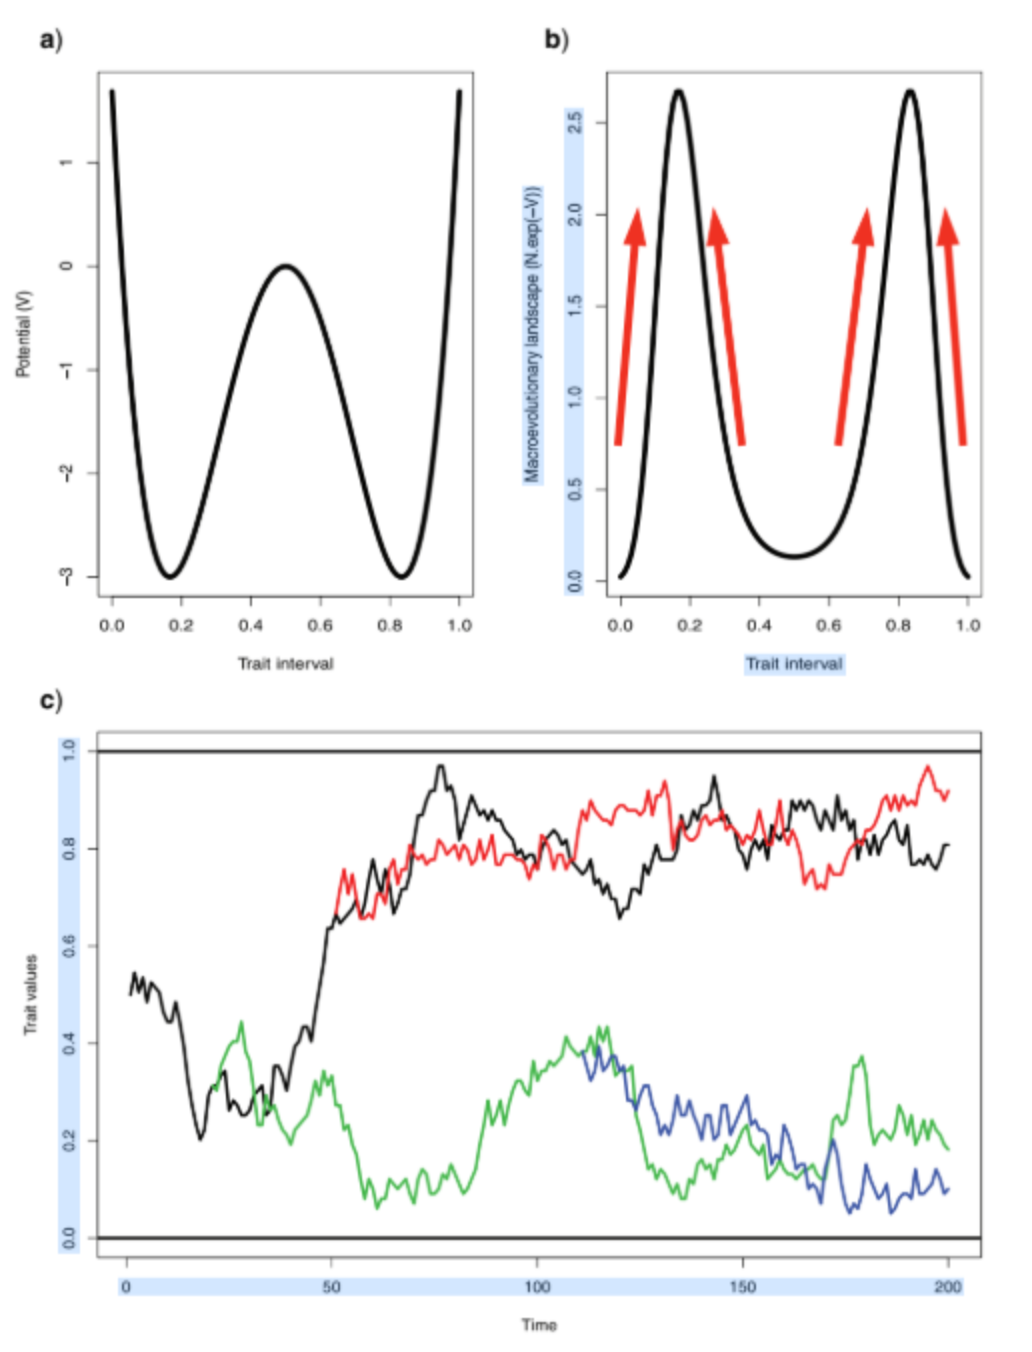 a)
1
0
−1
−2
−3
Potential (V)
0.0 0.2 0.4 0.6 0.8 1.0
Trait interval
b)
2.5
2.0
1.5
1.0
0.5
0.0
Macroevolutionary landscape (N.exp(−V))
0.0 0.2 0.4 0.6 0.8 1.0
Trait interval
c)
1.0
0.8
0.6
0.4
0.2
0.0
Trait values
0 50 100 150 200
Time